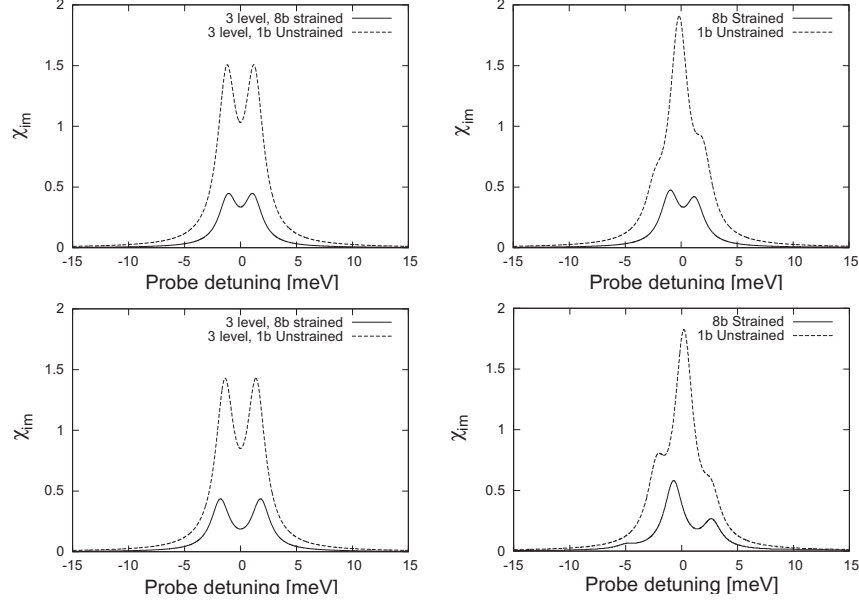 2
3 level, 8b strained
3 level, 1b Unstrained
1.5
χim
1
0.5
0
-15 -10 -5 0 5 10 15
Probe detuning [meV]
2
8b Strained
1b Unstrained
1.5
χim
1
0.5
0
-15 -10 -5 0 5 10 15
Probe detuning [meV]
2
3 level, 8b strained
3 level, 1b Unstrained
1.5
χim
1
0.5
0
-15 -10 -5 0 5 10 15
Probe detuning [meV]
2
8b Strained
1b Unstrained
1.5
χim
1
0.5
0
-15 -10 -5 0 5 10 15
Probe detuning [meV]